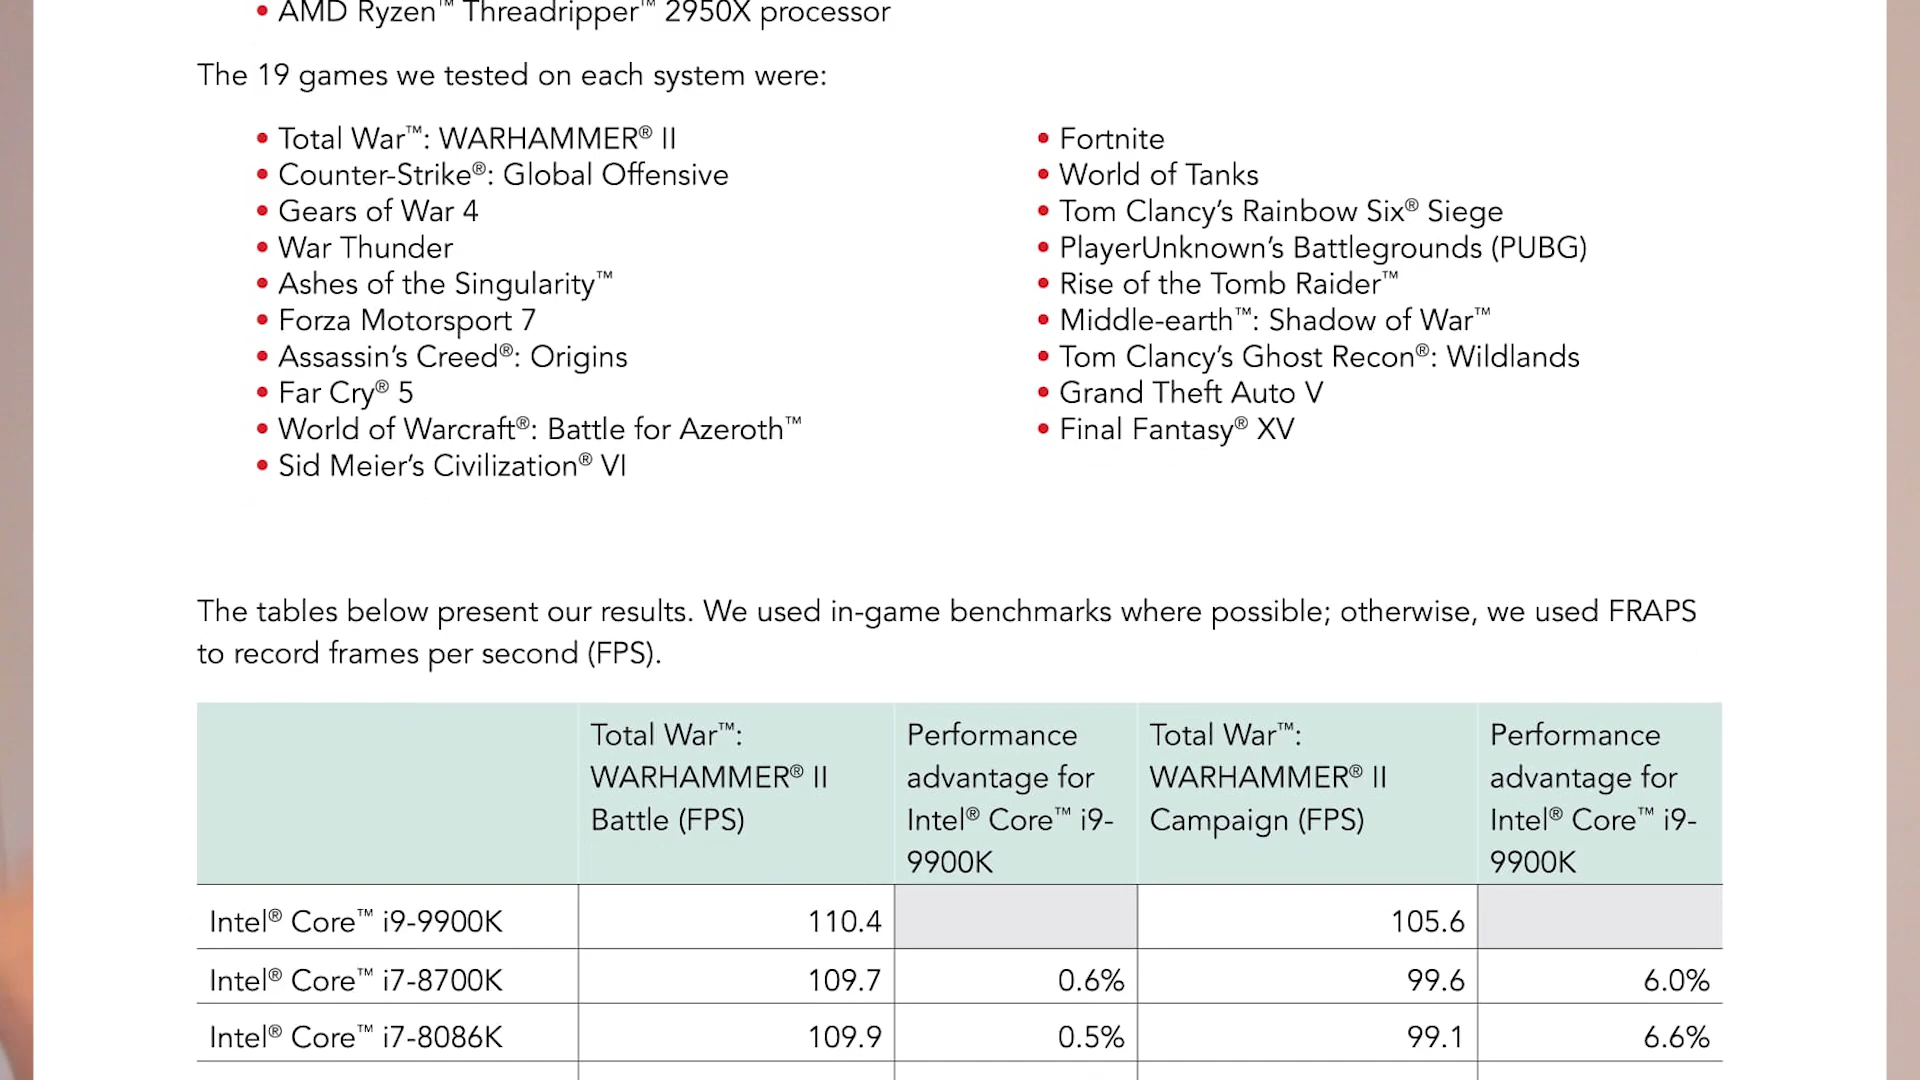 • AMD Ryzen™ Threadripper™ 2950X processor
The 19 games we tested on each system were:
• Total War™: WARHAMMER® II
• Counter-Strike®: Global Offensive
• Gears of War 4
• War Thunder
• Ashes of the Singularity™
• Forza Motorsport 7
• Assassin’s Creed®: Origins
• Far Cry® 5
• World of Warcraft®: Battle for Azeroth™
• Sid Meier’s Civilization® VI
• Fortnite
• World of Tanks
• Tom Clancy’s Rainbow Six® Siege
• PlayerUnknown’s Battlegrounds (PUBG)
• Rise of the Tomb Raider™
• Middle-earth™: Shadow of War™
• Tom Clancy’s Ghost Recon®: Wildlands
• Grand Theft Auto V
• Final Fantasy® XV
The tables below present our results. We used in-game benchmarks where possible; otherwise, we used FRAPS
to record frames per second (FPS).
Total War™:
WARHAMMER® II
Battle (FPS)
Performance
advantage for
Intel® Core™ i9-
9900K
Total War™:
WARHAMMER® II
Campaign (FPS)
Performance
advantage for
Intel® Core™ i9-
9900K
Intel® Core™ i9-9900K 110.4 105.6
Intel® Core™ i7-8700K 109.7 0.6% 99.6 6.0%
Intel® Core™ i7-8086K 109.9 0.5% 99.1 6.6%